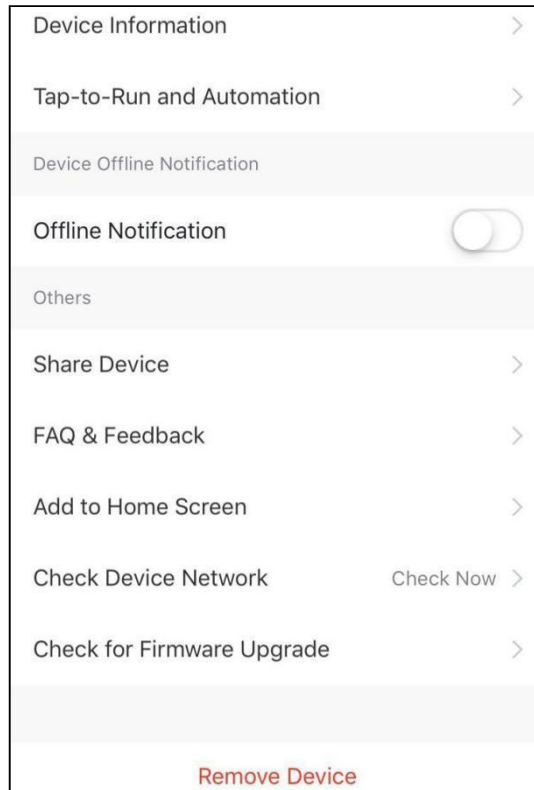 Device Information
Tap-to-Run and Automation
Device Offline Notification
Offline Notification
Others
Share Device
FAQ & Feedback
Add to Home Screen
Check Device Network Check Now
Check for Firmware Upgrade
Remove Device